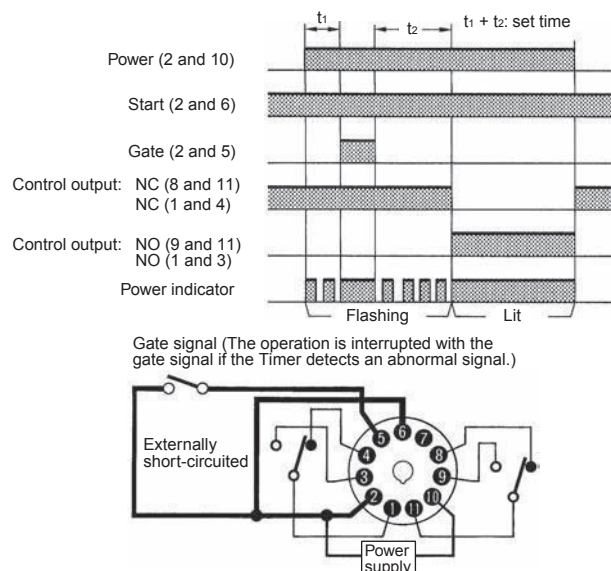 t₁
t₂
t₁ + t₂: set time
Power (2 and 10)
Start (2 and 6)
Gate (2 and 5)
Control output: NC (8 and 11)
NC (1 and 4)
Control output: NO (9 and 11)
NO (1 and 3)
Power indicator
Flashing
Lit
Gate signal (The operation is interrupted with the
gate signal if the Timer detects an abnormal signal.)
Externally
short-circuited
5 6 7
4 8
3 9
2 10
1 11
Power
supply